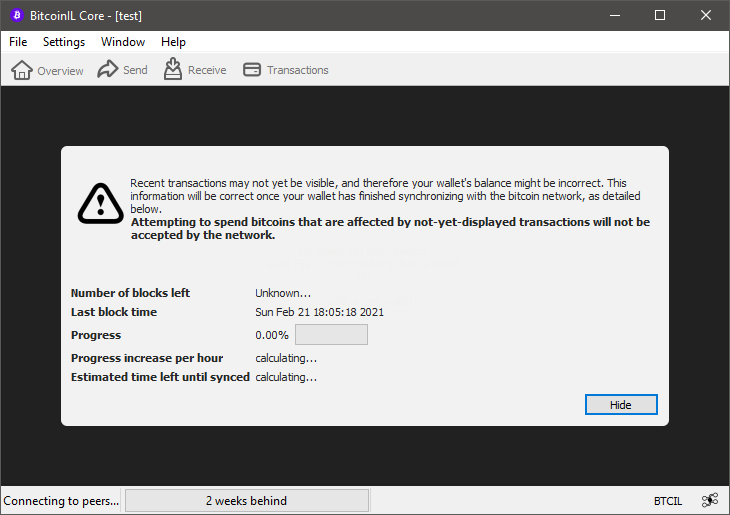 BitcoinIL Core - [test]
File Settings Window Help
Overview Send Receive Transactions
Recent transactions may not yet be visible, and therefore your wallet's balance might be incorrect. This
information will be correct once your wallet has finished synchronizing with the bitcoin network, as detailed
below.
Attempting to spend bitcoins that are affected by not-yet-displayed transactions will not be
accepted by the network.
Number of blocks left Unknown...
Last block time Sun Feb 21 18:05:18 2021
Progress 0.00%
Progress increase per hour calculating...
Estimated time left until synced calculating...
Hide
Connecting to peers... 2 weeks behind BTCIL